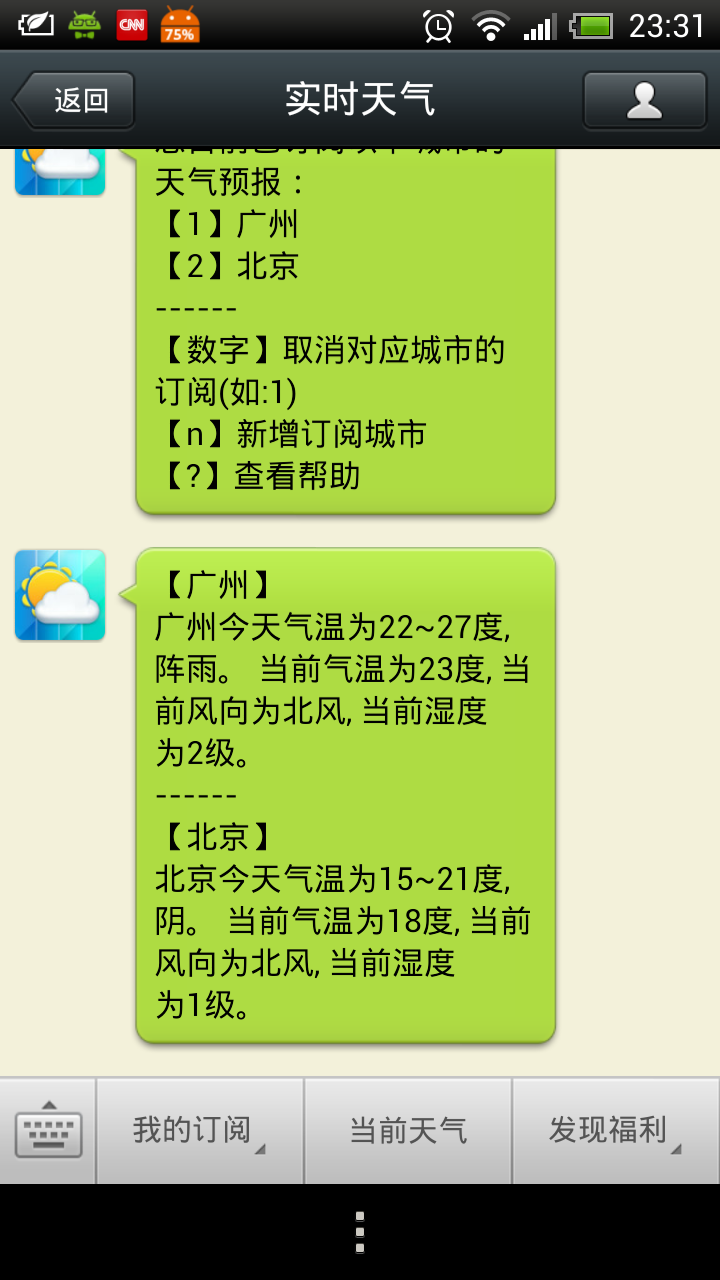 CNN
75%
23:31
返回
实时天气
天气预报：
【1】广州
【2】北京
------
【数字】取消对应城市的
订阅(如:1)
【n】新增订阅城市
【?】查看帮助
【广州】
广州今天气温为22~27度,
阵雨。 当前气温为23度, 当
前风向为北风, 当前湿度
为2级。
------
【北京】
北京今天气温为15~21度,
阴。 当前气温为18度, 当前
风向为北风, 当前湿度
为1级。
我的订阅
当前天气
发现福利